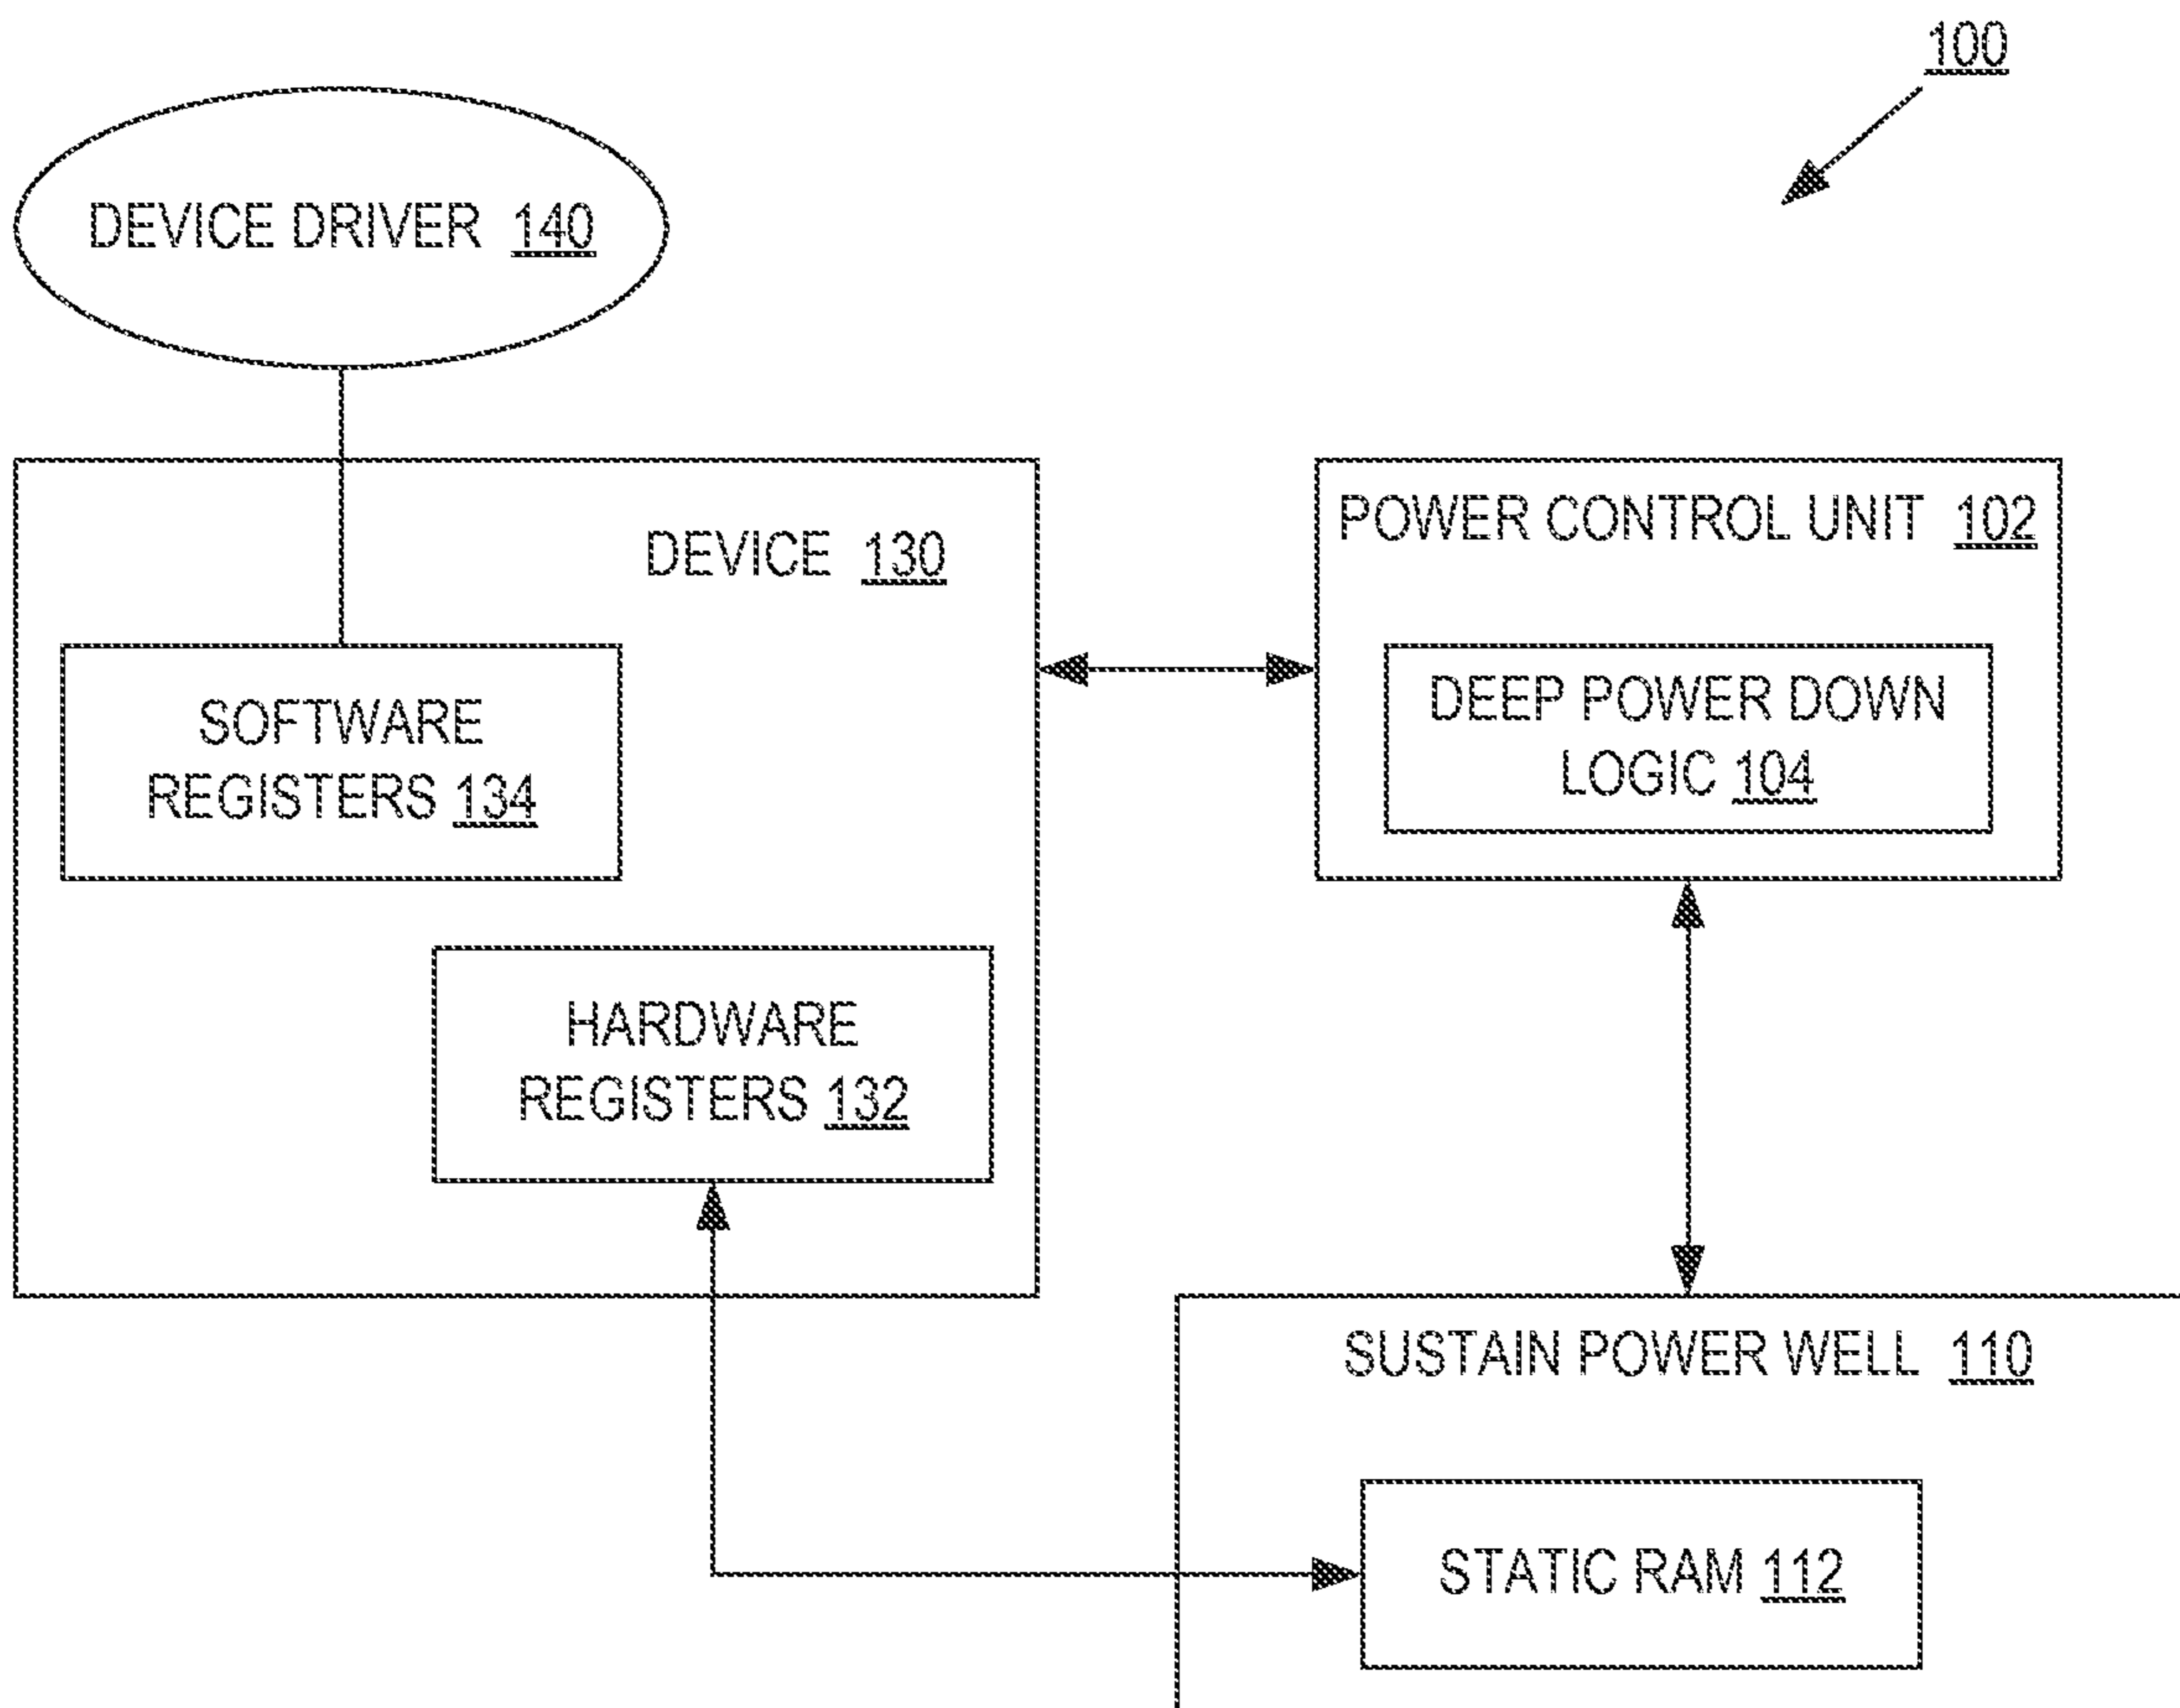 100
DEVICE DRIVER 140
DEVICE 130
POWER CONTROL UNIT 102
SOFTWARE
REGISTERS 134
DEEP POWER DOWN
LOGIC 104
HARDWARE
REGISTERS 132
SUSTAIN POWER WELL 110
STATIC RAM 112